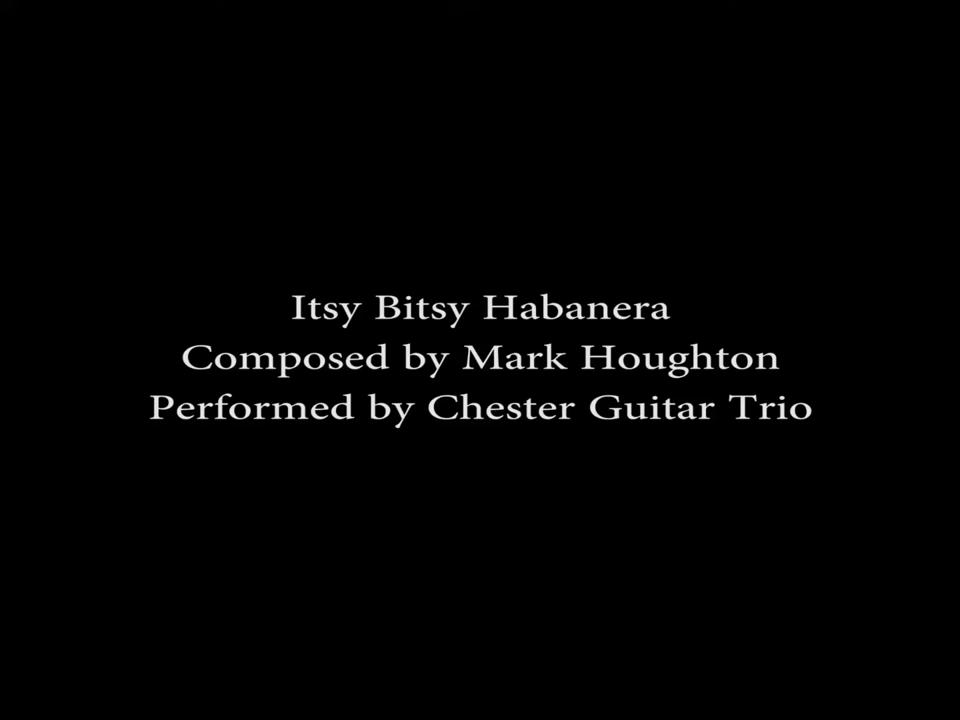 Itsy Bitsy Habanera
Composed by Mark Houghton
Performed by Chester Guitar Trio